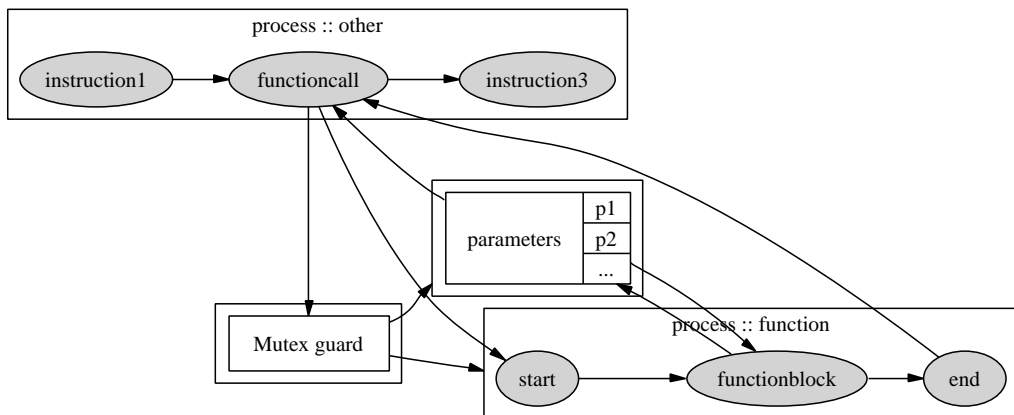 process :: other
instruction1
functioncall
instruction3
parameters
p1
p2
...
Mutex guard
process :: function
start
functionblock
end